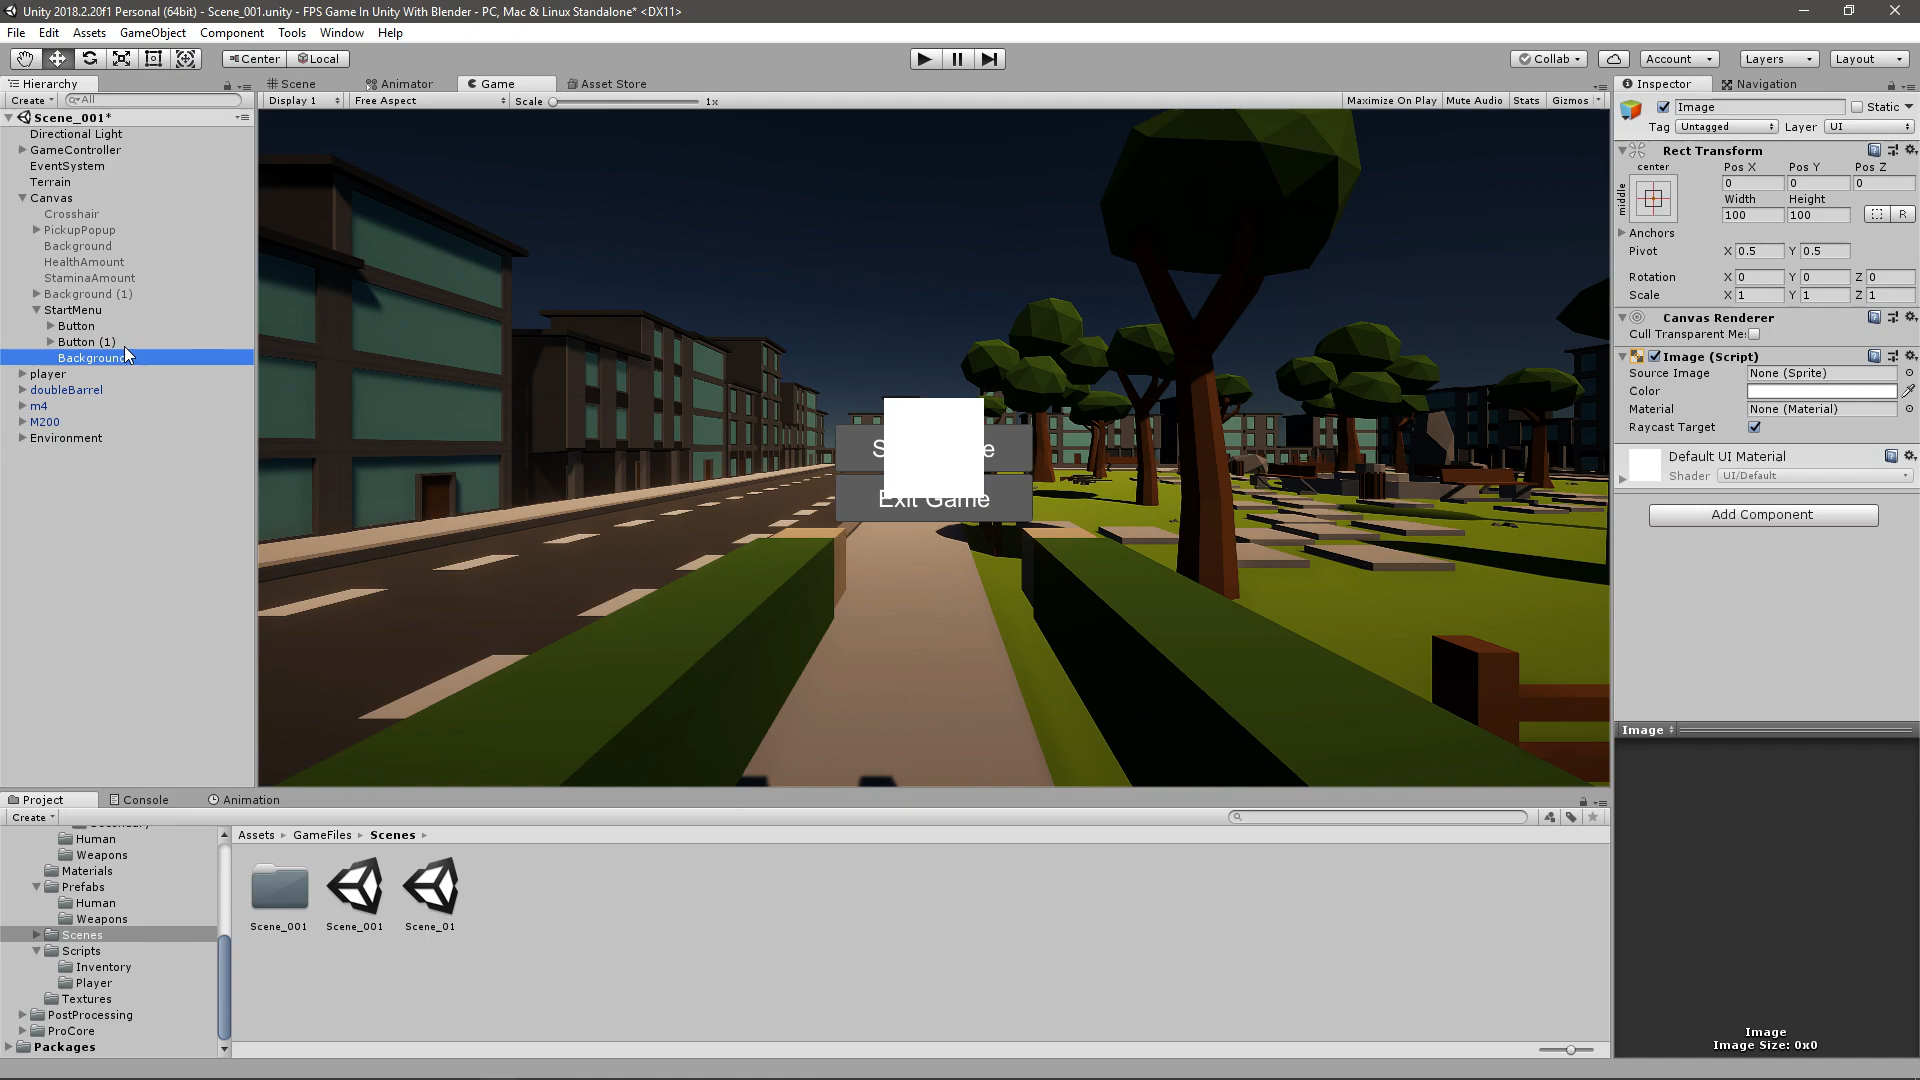 Unity 2018.2.20f1 Personal (64bit) - Scene_001.unity - FPS Game In Unity With Blender - PC, Mac & Linux Standalone* <DX11>
File Edit Assets GameObject Component Tools Window Help
Center Local Collab Account Layers Layout
Hierarchy Scene Animator Game Asset Store Inspector Navigation
Create All Display 1 Free Aspect Scale 1x Maximize On Play Mute Audio Stats Gizmos
Image Static
Scene_001*
Tag Untagged Layer UI
Directional Light
GameController
EventSystem
Terrain
Canvas
Crosshair
PickupPopup
Background
HealthAmount
StaminaAmount
Background (1)
StartMenu
Button
Button (1)
Background
player
doubleBarrel
m4
M200
Environment
Exit Game
Rect Transform
center Pos X Pos Y Pos Z
middle
0 0 0
Width Height
100 100 R
Anchors
Pivot X 0.5 Y 0.5
Rotation X 0 Y 0 Z 0
Scale X 1 Y 1 Z 1
Canvas Renderer
Cull Transparent Me:
Image (Script)
Source Image None (Sprite)
Color
Material None (Material)
Raycast Target
Default UI Material
Shader UI/Default
Add Component
Image
Image
Image Size: 0x0
Project Console Animation
Create
Human
Weapons
Materials
Prefabs
Human
Weapons
Scenes
Scripts
Inventory
Player
Textures
PostProcessing
ProCore
Packages
Assets GameFiles Scenes
Scene_001 Scene_001 Scene_01